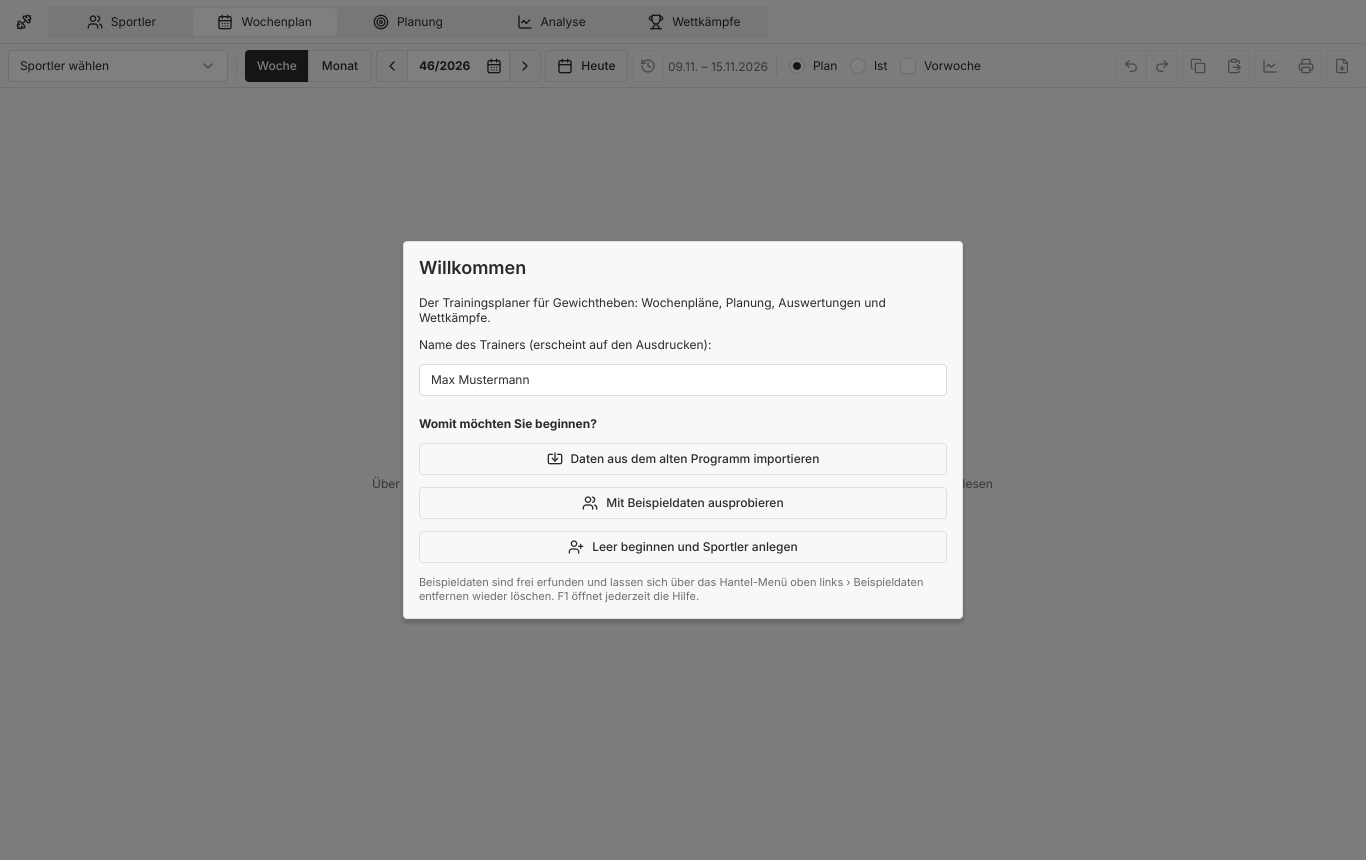 Sportler
Wochenplan
Planung
Analyse
Wettkämpfe
Sportler wählen
Woche
Monat
46/2026
Heute
09.11. – 15.11.2026
Plan
Ist
Vorwoche
Willkommen
Der Trainingsplaner für Gewichtheben: Wochenpläne, Planung, Auswertungen und
Wettkämpfe.
Name des Trainers (erscheint auf den Ausdrucken):
Max Mustermann
Womit möchten Sie beginnen?
Daten aus dem alten Programm importieren
Über
lesen
Mit Beispieldaten ausprobieren
Leer beginnen und Sportler anlegen
Beispieldaten sind frei erfunden und lassen sich über das Hantel-Menü oben links › Beispieldaten
entfernen wieder löschen. F1 öffnet jederzeit die Hilfe.